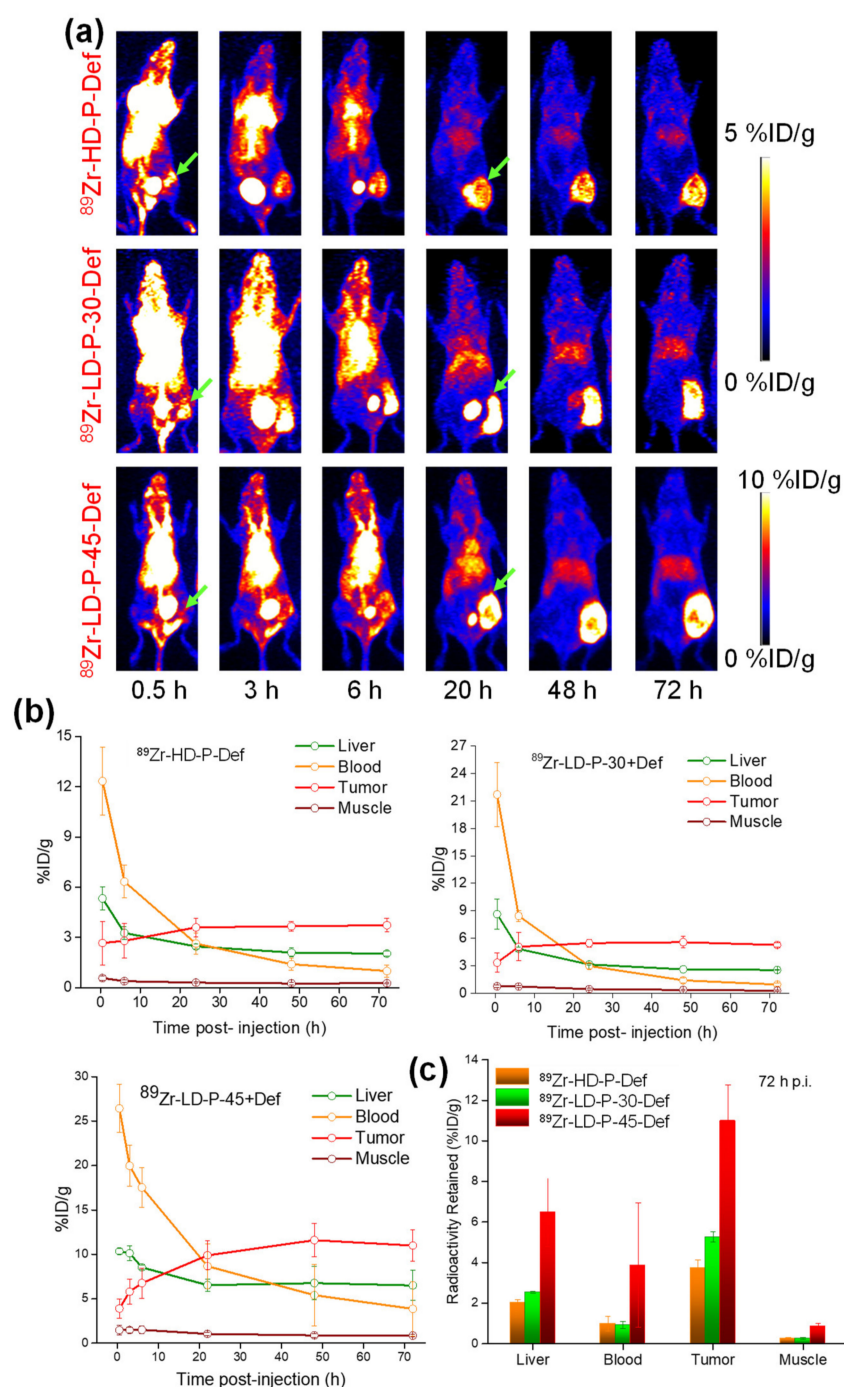 (a)
⁸⁹Zr-HD-P-Def
5 %ID/g
0 %ID/g
⁸⁹Zr-LD-P-30-Def
10 %ID/g
0 %ID/g
⁸⁹Zr-LD-P-45-Def
0.5 h 3 h 6 h 20 h 48 h 72 h
(b)
⁸⁹Zr-HD-P-Def
Liver
Blood
Tumor
Muscle
%ID/g
15
12
9
6
3
0
0 10 20 30 40 50 60 70
Time post- injection (h)
⁸⁹Zr-LD-P-30+Def
Liver
Blood
Tumor
Muscle
%ID/g
27
24
21
18
15
12
9
6
3
0
0 10 20 30 40 50 60 70
Time post- injection (h)
⁸⁹Zr-LD-P-45+Def
Liver
Blood
Tumor
Muscle
%ID/g
30
25
20
15
10
5
0
0 10 20 30 40 50 60 70
Time post-injection (h)
(c)
⁸⁹Zr-HD-P-Def
⁸⁹Zr-LD-P-30-Def
⁸⁹Zr-LD-P-45-Def
72 h p.i.
Radioactivity Retained (%ID/g)
14
12
10
8
6
4
2
0
Liver Blood Tumor Muscle